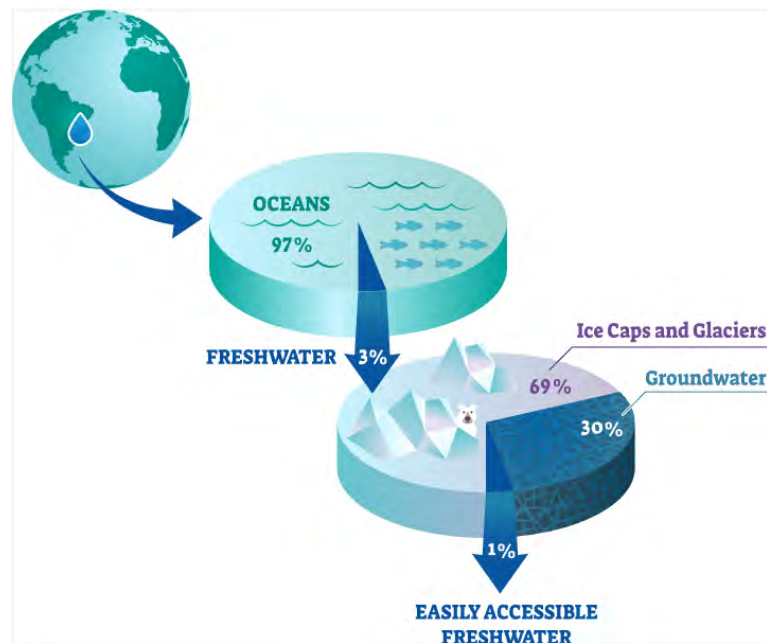 OCEANS
97%
FRESHWATER
3%
Ice Caps and Glaciers
69%
Groundwater
30%
1%
EASILY ACCESSIBLE
FRESHWATER